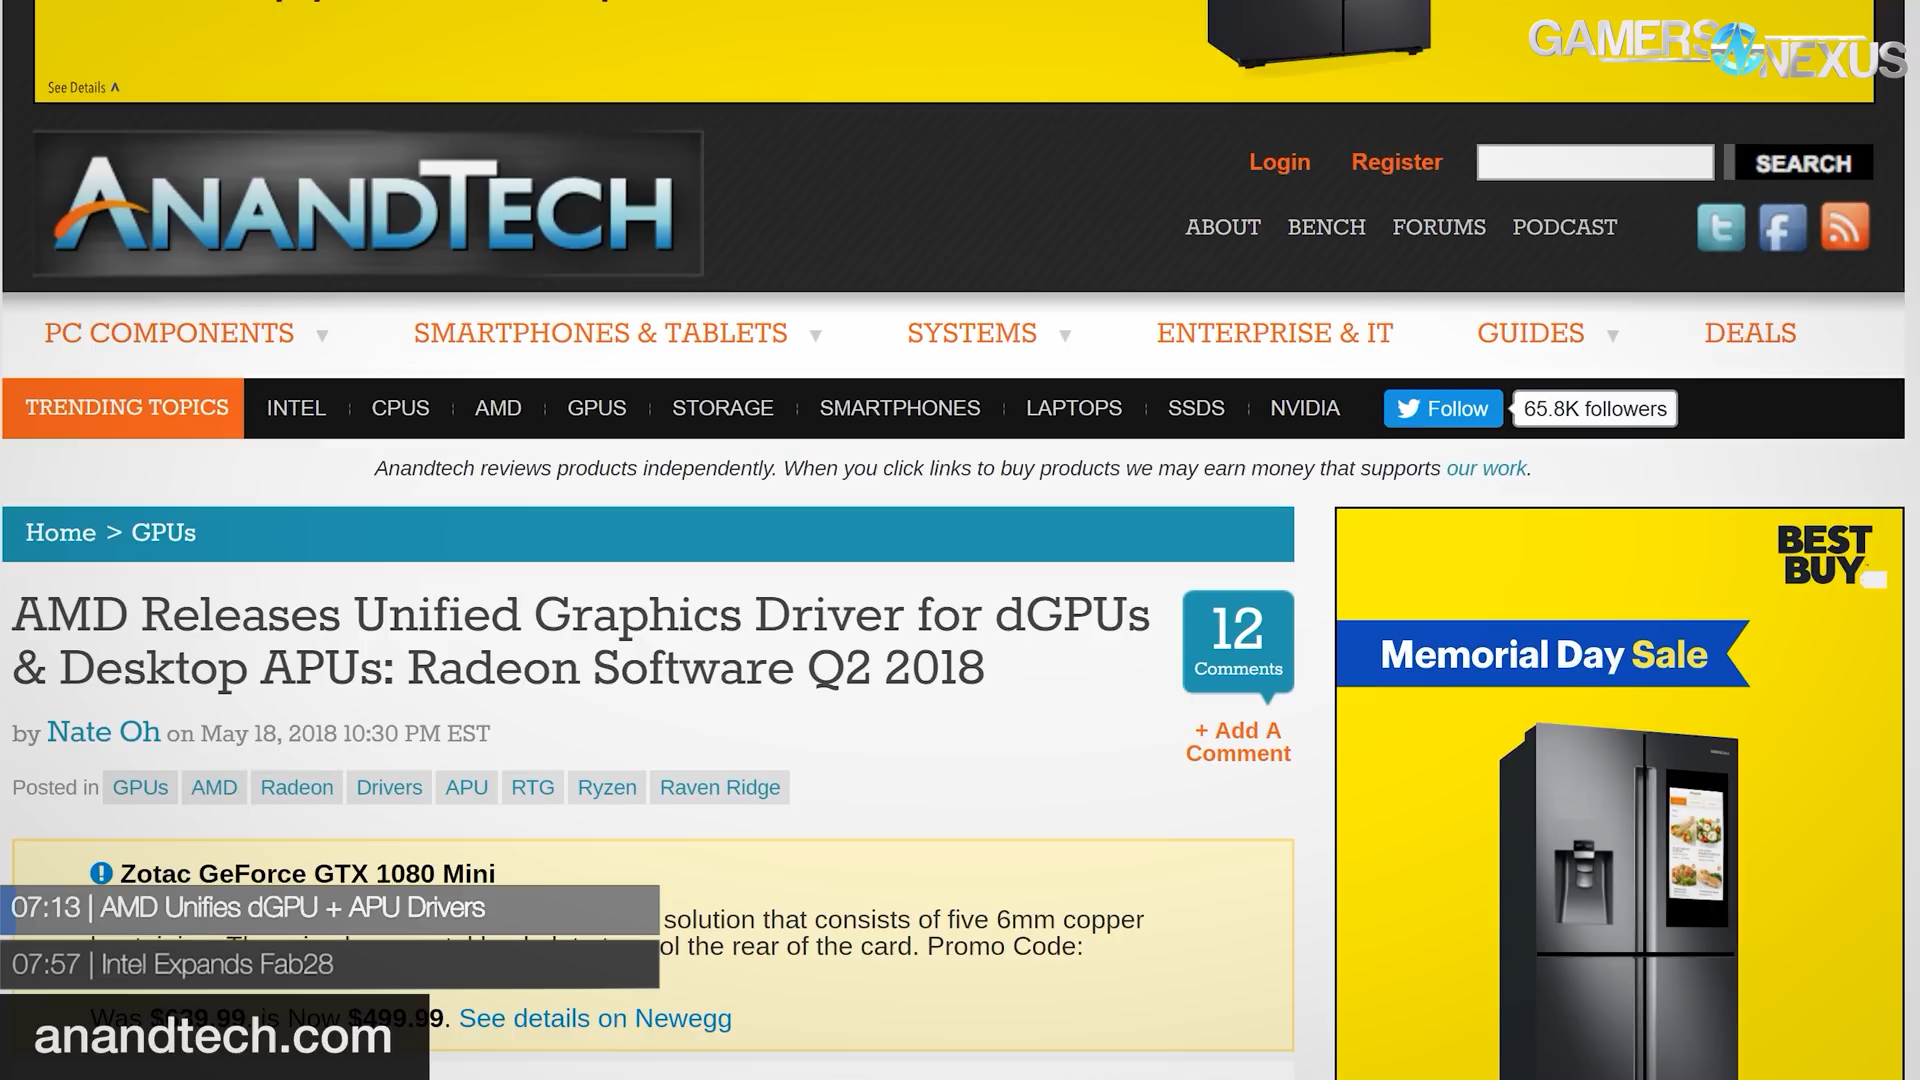 See Details ^
GAMERS NEXUS
ANANDTECH
Login Register SEARCH
ABOUT BENCH FORUMS PODCAST
PC COMPONENTS SMARTPHONES & TABLETS SYSTEMS ENTERPRISE & IT GUIDES DEALS
TRENDING TOPICS INTEL CPUS AMD GPUS STORAGE SMARTPHONES LAPTOPS SSDS NVIDIA Follow 65.8K followers
Anandtech reviews products independently. When you click links to buy products we may earn money that supports our work.
Home > GPUs
AMD Releases Unified Graphics Driver for dGPUs
& Desktop APUs: Radeon Software Q2 2018
by Nate Oh on May 18, 2018 10:30 PM EST
Posted in GPUs AMD Radeon Drivers APU RTG Ryzen Raven Ridge
12
Comments
+ Add A
Comment
BEST
BUY
Memorial Day Sale
Zotac GeForce GTX 1080 Mini
solution that consists of five 6mm copper
the rear of the card. Promo Code:
Was $639.99. is Now $499.99. See details on Newegg
07:13 | AMD Unifies dGPU + APU Drivers
07:57 | Intel Expands Fab28
anandtech.com